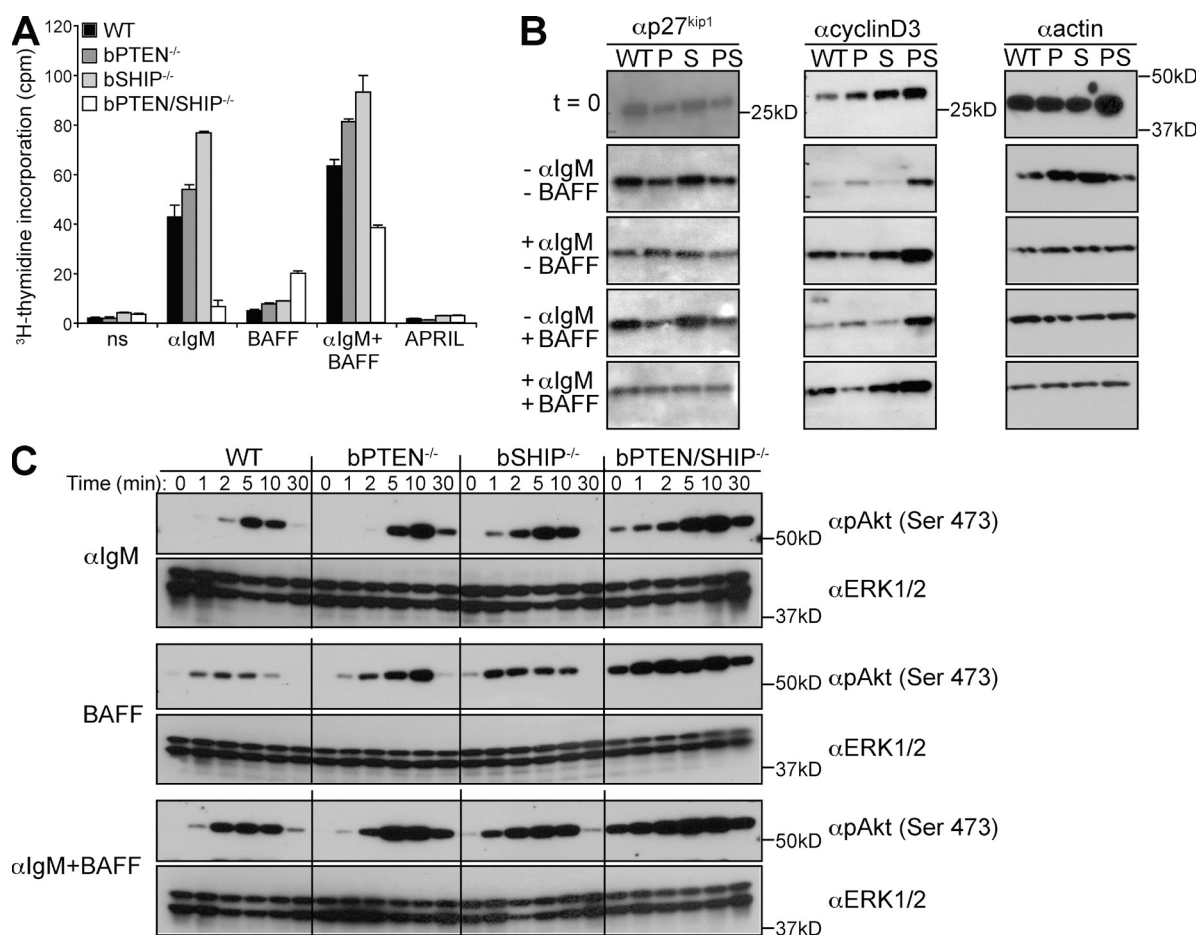 A
120
100
80
60
40
20
0
³H-thymidine incorporation (cpm)
WT
bPTEN⁻/⁻
bSHIP⁻/⁻
bPTEN/SHIP⁻/⁻
ns αIgM BAFF αIgM+ APRIL
BAFF
B
αp27ᵏⁱᵖ¹ αcyclinD3 αactin
WT P S PS WT P S PS WT P S PS
t = 0
25kD
25kD
50kD
37kD
- αIgM
- BAFF
+ αIgM
- BAFF
- αIgM
+ BAFF
+ αIgM
+ BAFF
C
WT bPTEN⁻/⁻ bSHIP⁻/⁻ bPTEN/SHIP⁻/⁻
Time (min): 0 1 2 5 10 30 0 1 2 5 10 30 0 1 2 5 10 30 0 1 2 5 10 30
αIgM
50kD αpAkt (Ser 473)
37kD αERK1/2
BAFF
50kD αpAkt (Ser 473)
37kD αERK1/2
αIgM+BAFF
50kD αpAkt (Ser 473)
37kD αERK1/2